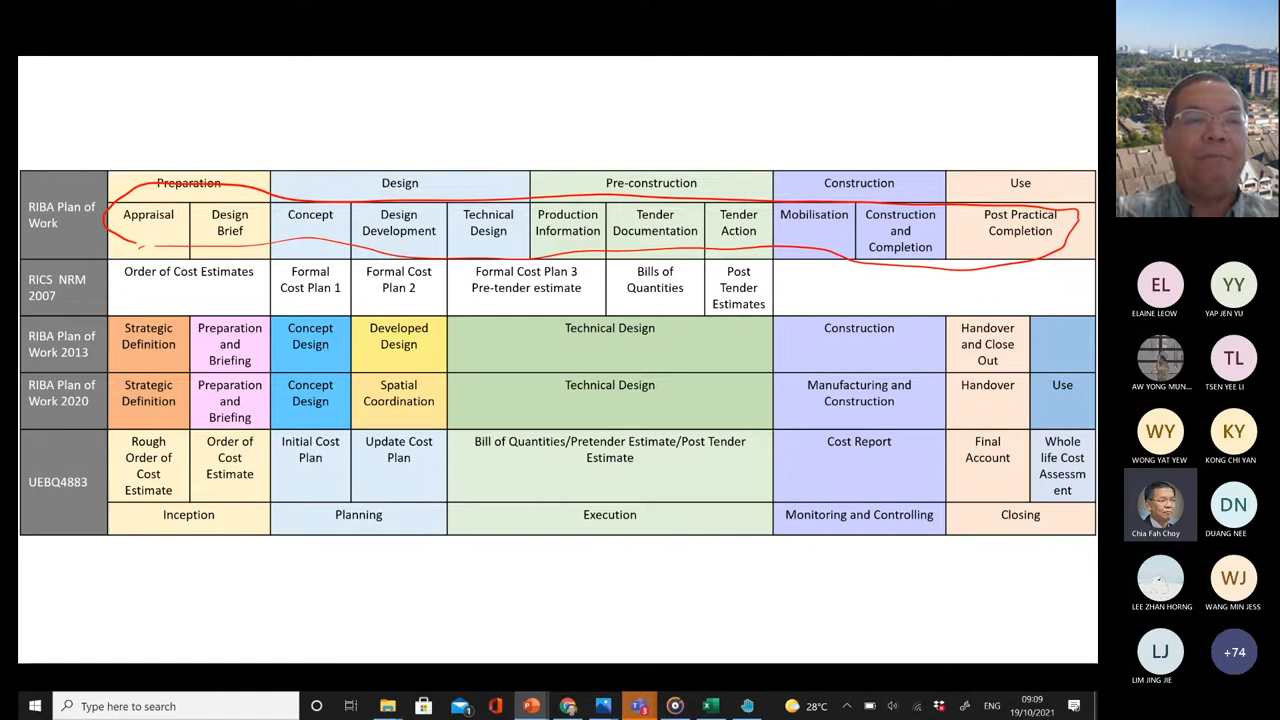 Preparation
Design
Pre-construction
Construction
Use
RIBA Plan of
Work
Appraisal
Design
Brief
Concept
Design
Development
Technical
Design
Production
Information
Tender
Documentation
Tender
Action
Mobilisation
Construction
and
Completion
Post Practical
Completion
RICS NRM
2007
Order of Cost Estimates
Formal
Cost Plan 1
Formal Cost
Plan 2
Formal Cost Plan 3
Pre-tender estimate
Bills of
Quantities
Post
Tender
Estimates
RIBA Plan of
Work 2013
Strategic
Definition
Preparation
and
Briefing
Concept
Design
Developed
Design
Technical Design
Construction
Handover
and Close
Out
RIBA Plan of
Work 2020
Strategic
Definition
Preparation
and
Briefing
Concept
Design
Spatial
Coordination
Technical Design
Manufacturing and
Construction
Handover
Use
UEBQ4883
Rough
Order of
Cost
Estimate
Order of
Cost
Estimate
Initial Cost
Plan
Update Cost
Plan
Bill of Quantities/Pretender Estimate/Post Tender
Estimate
Cost Report
Final
Account
Whole
life Cost
Assessm
ent
Inception
Planning
Execution
Monitoring and Controlling
Closing
EL
ELAINE LEOW
YY
YAP JEN YU
AW YONG MUN...
TL
TSEN YEE LI
WY
WONG YAT YEW
KY
KONG CHI YAN
Chia Fah Choy
DN
DUANG NEE
LEE ZHAN HORNG
WJ
WANG MIN JESS
LJ
LIM JING JIE
+74
Type here to search
28°C
ENG
09:09
19/10/2021